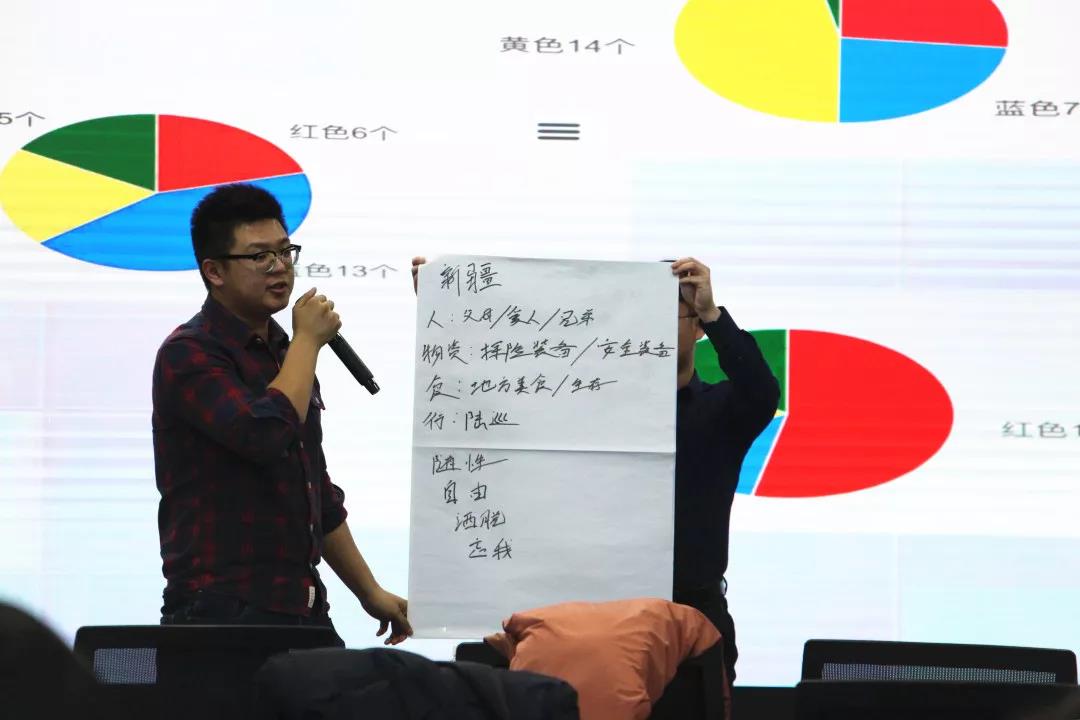 黄色14个
蓝色7
5个
红色6个
色13个
红色1
新疆
人：父母/家人/兄弟
物资：探险装备/安全装备
食：地方美食/生存
行：陆巡
随性
自由
洒脱
忘我